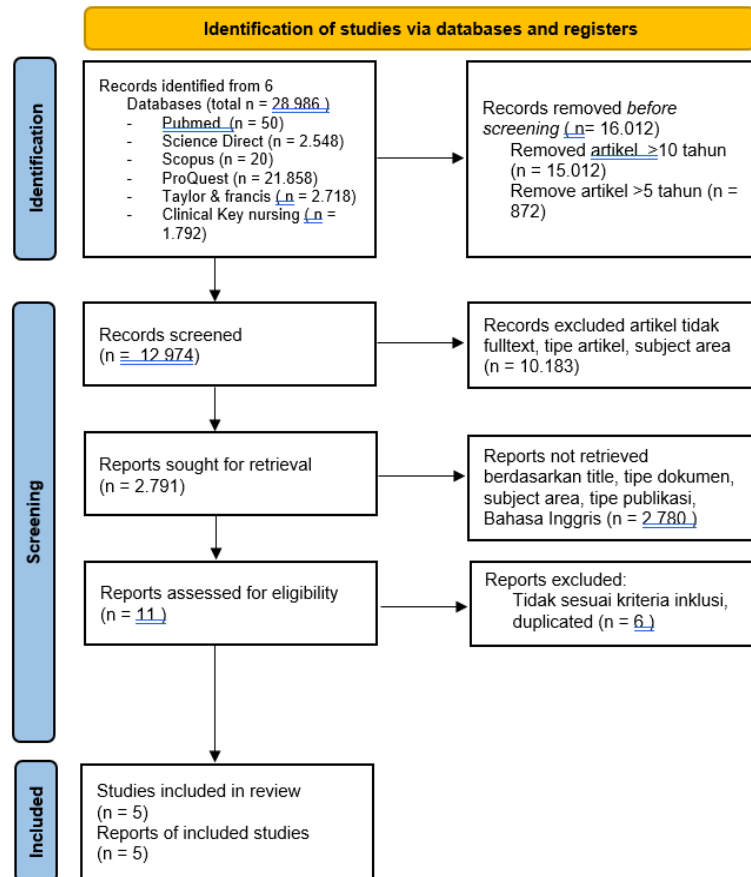 Identification of studies via databases and registers
Identification
Records identified from 6
Databases (total n = 28.986 )
- Pubmed (n = 50)
- Science Direct (n = 2.548)
- Scopus (n = 20)
- ProQuest (n = 21.858)
- Taylor & francis ( n = 2.718)
- Clinical Key nursing ( n =
1.792)
Records removed before
screening ( n= 16.012)
Removed artikel >10 tahun
(n = 15.012)
Remove artikel >5 tahun (n =
872)
Screening
Records screened
(n = 12.974)
Records excluded artikel tidak
fulltext, tipe artikel, subject area
(n = 10.183)
Reports sought for retrieval
(n = 2.791)
Reports not retrieved
berdasarkan title, tipe dokumen,
subject area, tipe publikasi,
Bahasa Inggris (n = 2.780 )
Reports assessed for eligibility
(n = 11 )
Reports excluded:
Tidak sesuai kriteria inklusi,
duplicated (n = 6 )
Included
Studies included in review
(n = 5)
Reports of included studies
(n = 5)